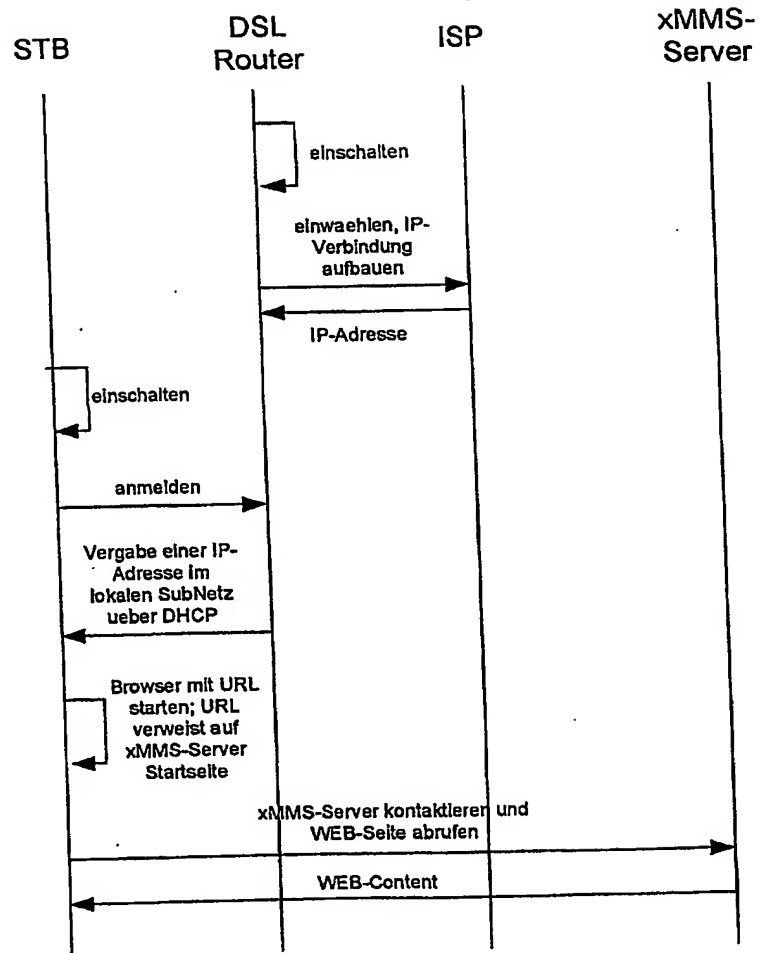 STB
DSL
Router
ISP
xMMS-
Server
einschalten
einwaehlen, IP-
Verbindung
aufbauen
IP-Adresse
einschalten
anmelden
Vergabe einer IP-
Adresse im
lokalen SubNetz
ueber DHCP
Browser mit URL
starten; URL
verweist auf
xMMS-Server
Startseite
xMMS-Server kontaktieren und
WEB-Seite abrufen
WEB-Content